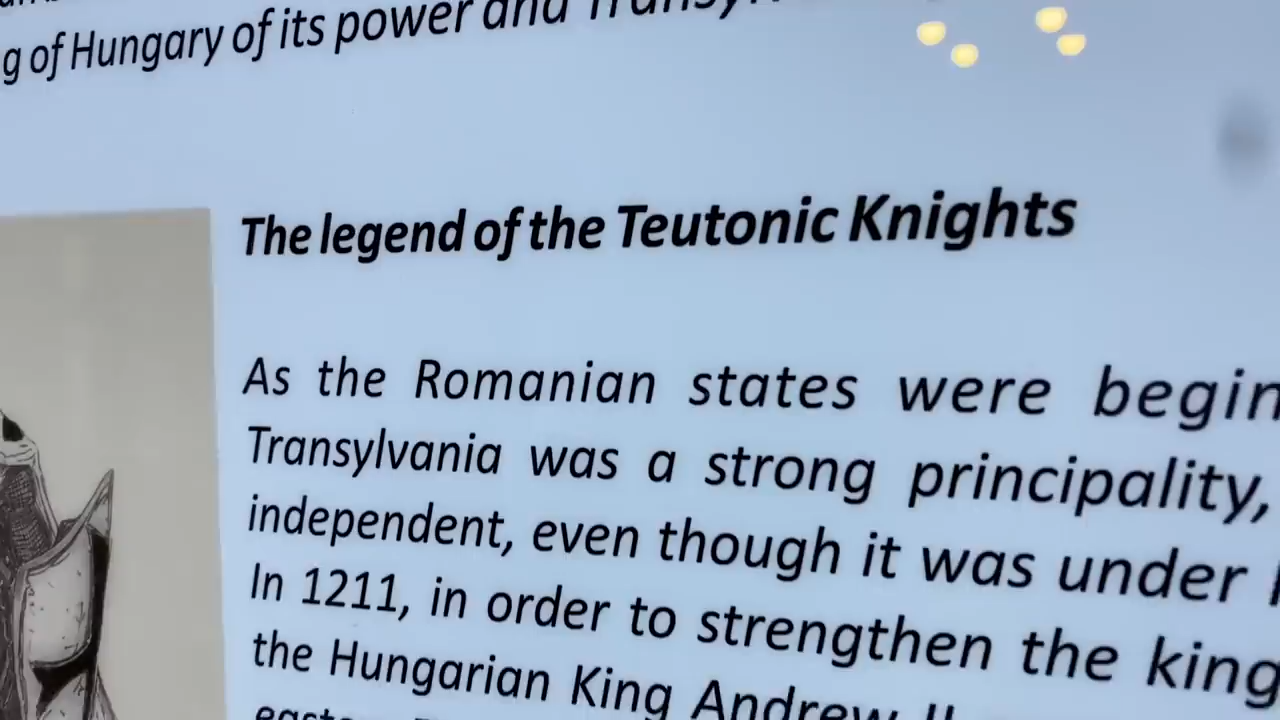 g of Hungary of its power and
The legend of the Teutonic Knights
As the Romanian states were begin
Transylvania was a strong principality,
independent, even though it was under
In 1211, in order to strengthen the king
the Hungarian King Andrew II